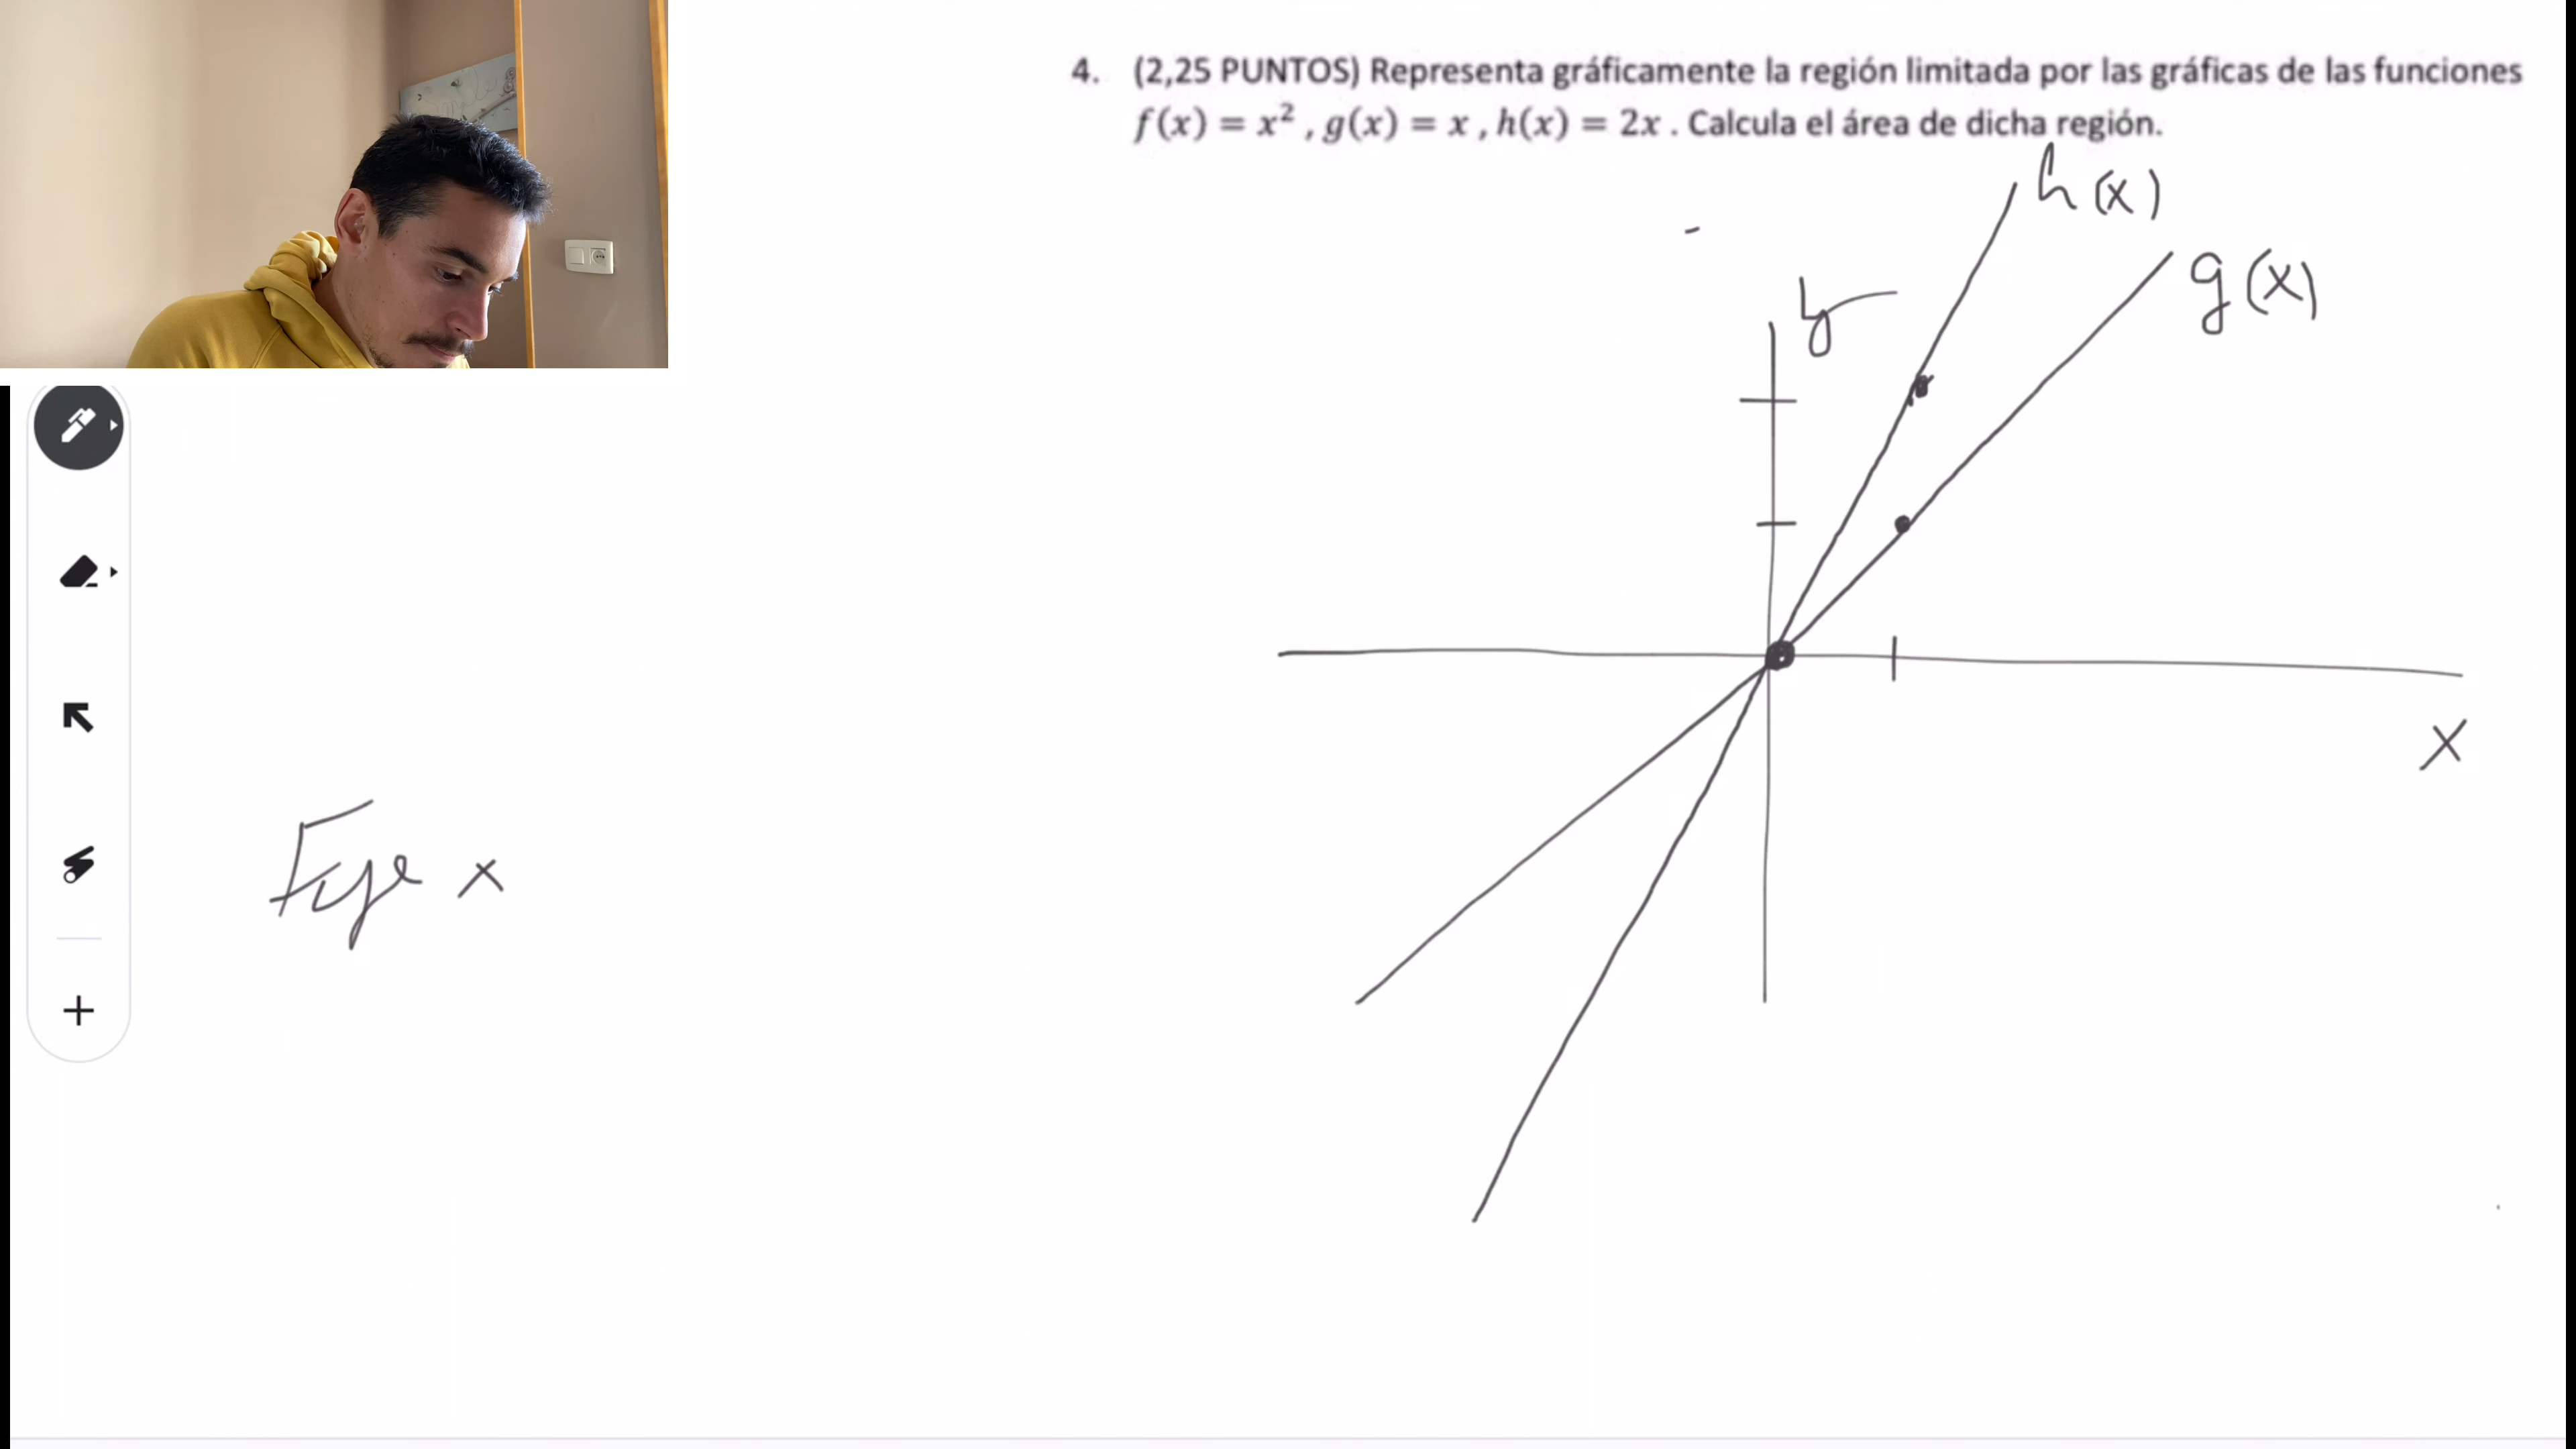 4. (2,25 PUNTOS) Representa gráficamente la región limitada por las gráficas de las funciones
f(x) = x² , g(x) = x , h(x) = 2x . Calcula el área de dicha región.
h(x)
g(x)
y
x
Eje x